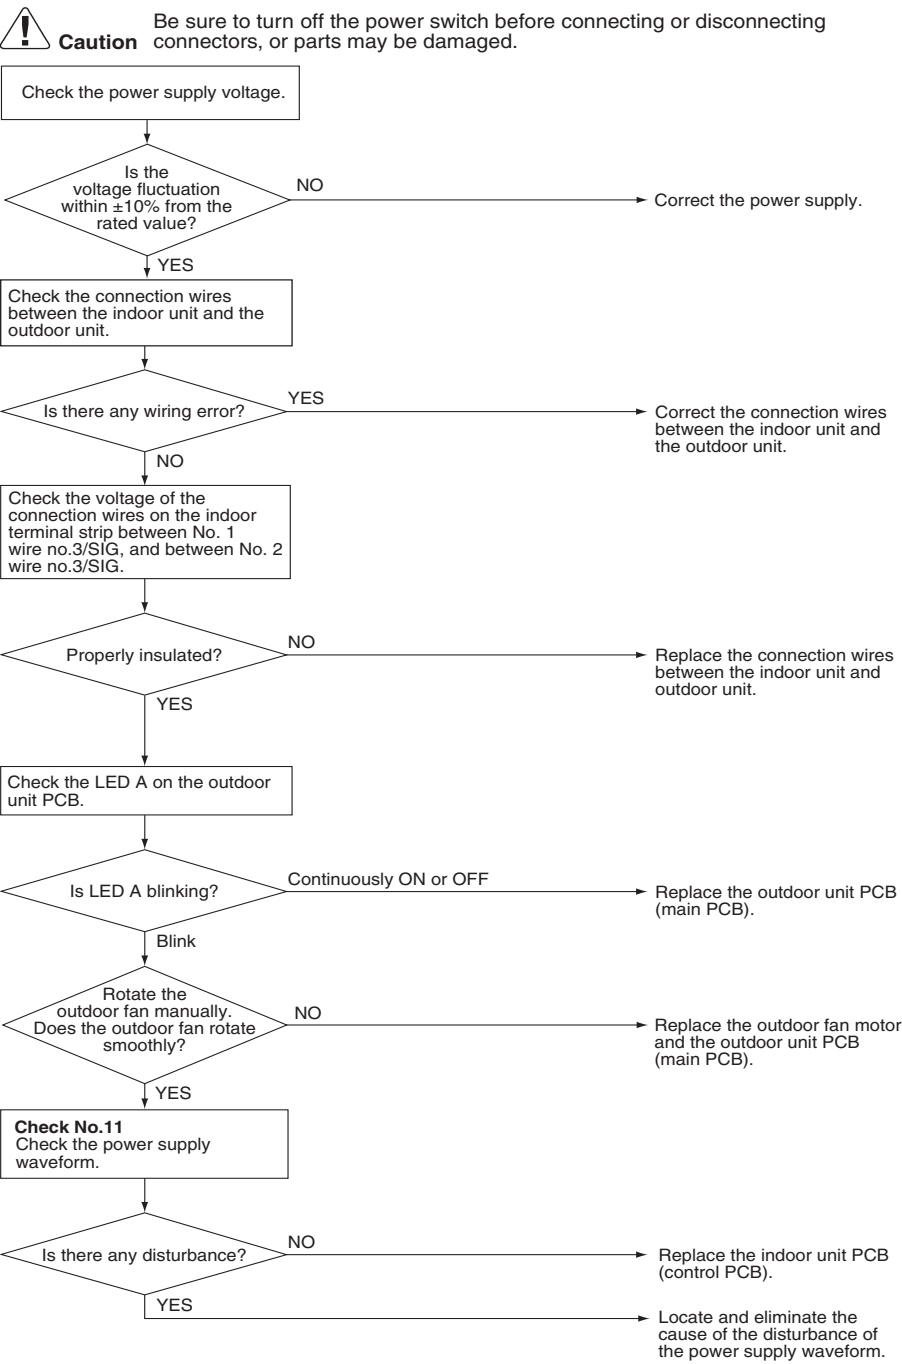 Be sure to turn off the power switch before connecting or disconnecting
Caution connectors, or parts may be damaged.
Check the power supply voltage.
Is the
voltage fluctuation
within ±10% from the
rated value?
NO
Correct the power supply.
YES
Check the connection wires
between the indoor unit and the
outdoor unit.
Is there any wiring error?
YES
Correct the connection wires
between the indoor unit and
the outdoor unit.
NO
Check the voltage of the
connection wires on the indoor
terminal strip between No. 1
wire no.3/SIG, and between No. 2
wire no.3/SIG.
Properly insulated?
NO
Replace the connection wires
between the indoor unit and
outdoor unit.
YES
Check the LED A on the outdoor
unit PCB.
Is LED A blinking?
Continuously ON or OFF
Replace the outdoor unit PCB
(main PCB).
Blink
Rotate the
outdoor fan manually.
Does the outdoor fan rotate
smoothly?
NO
Replace the outdoor fan motor
and the outdoor unit PCB
(main PCB).
YES
Check No.11
Check the power supply
waveform.
Is there any disturbance?
NO
Replace the indoor unit PCB
(control PCB).
YES
Locate and eliminate the
cause of the disturbance of
the power supply waveform.